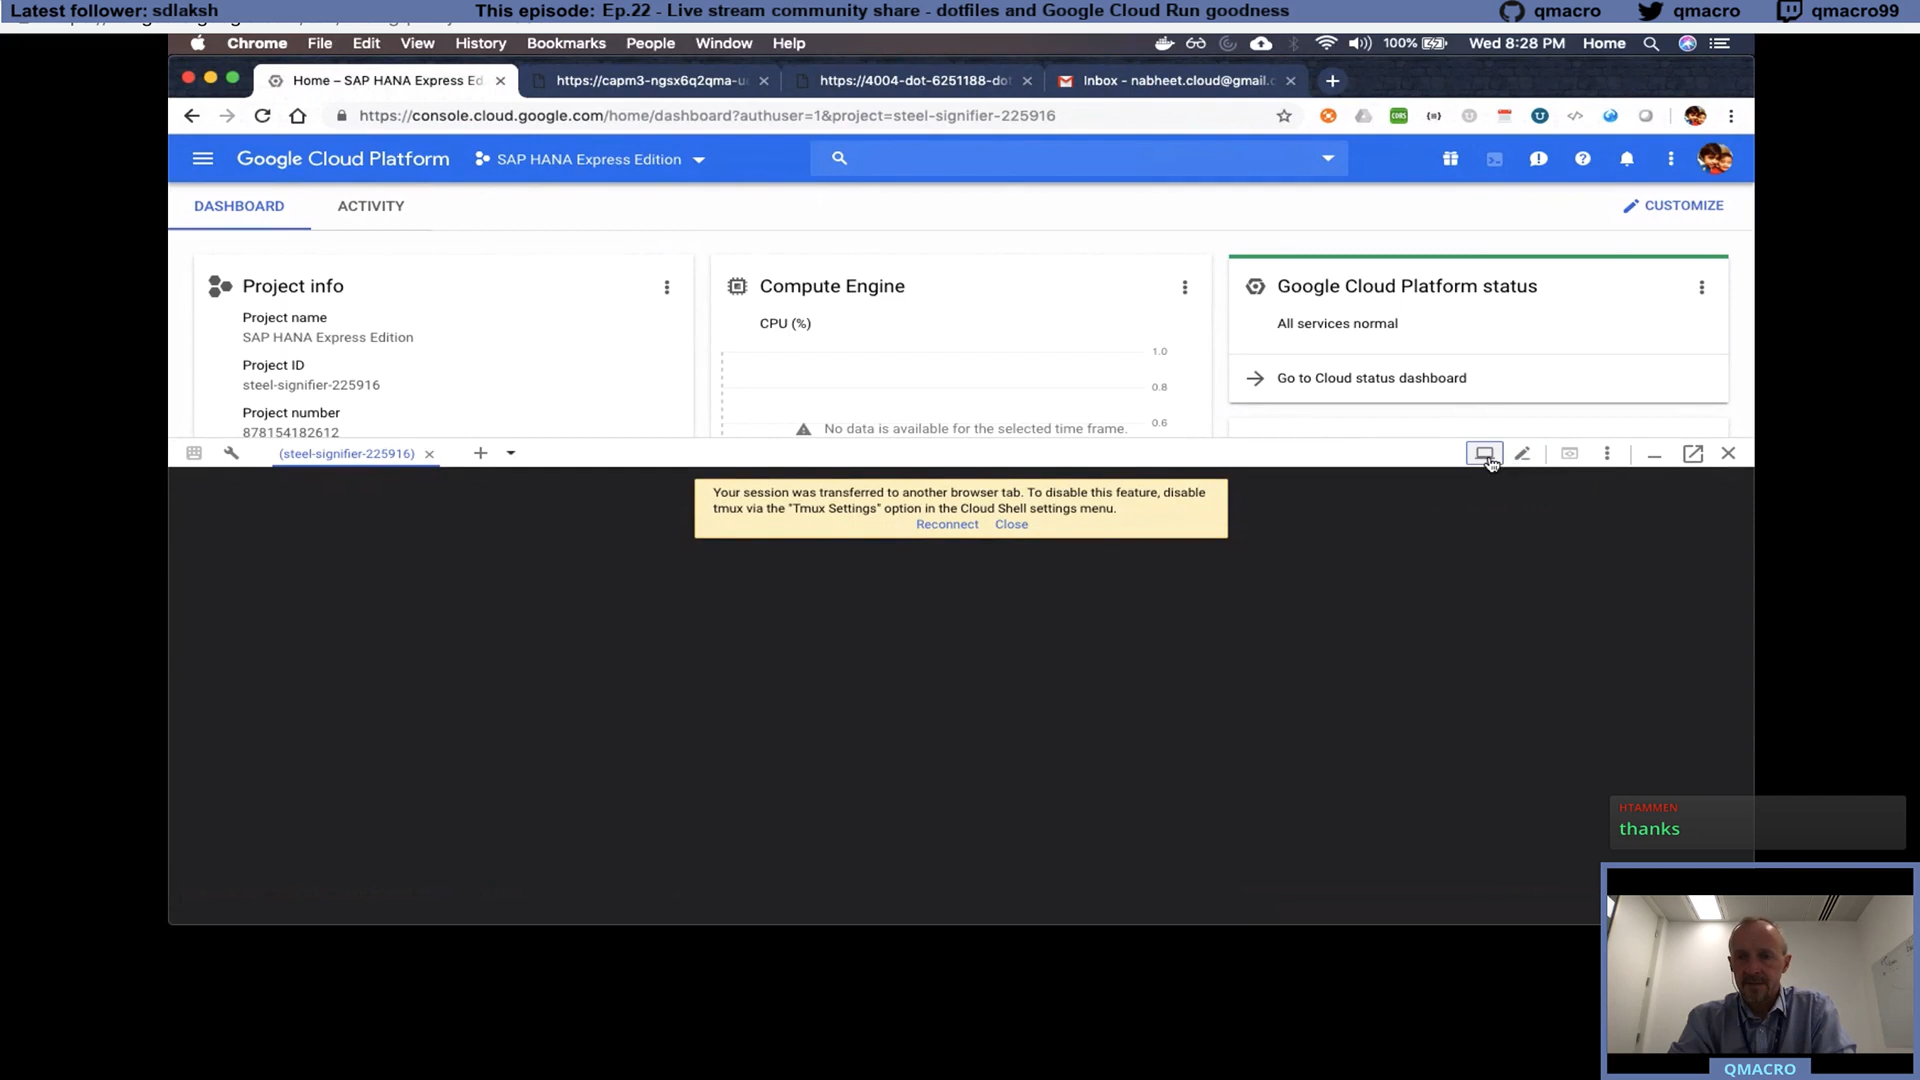 Latest follower: sdlaksh
This episode: Ep.22 - Live stream community share - dotfiles and Google Cloud Run goodness
qmacro
qmacro
qmacro99
Chrome File Edit View History Bookmarks People Window Help
100%
Wed 8:28 PM Home
Home – SAP HANA Express Ed
https://capm3-ngsx6q2qma-u
https://4004-dot-6251188-dot
Inbox - nabheet.cloud@gmail.c
https://console.cloud.google.com/home/dashboard?authuser=1&project=steel-signifier-225916
CORS
Google Cloud Platform
SAP HANA Express Edition
DASHBOARD
ACTIVITY
CUSTOMIZE
Project info
Project name
SAP HANA Express Edition
Project ID
steel-signifier-225916
Project number
878154182612
Compute Engine
CPU (%)
1.0
0.8
0.6
No data is available for the selected time frame.
Google Cloud Platform status
All services normal
Go to Cloud status dashboard
(steel-signifier-225916)
Your session was transferred to another browser tab. To disable this feature, disable
tmux via the "Tmux Settings" option in the Cloud Shell settings menu.
Reconnect Close
HTAMMEN
thanks
QMACRO